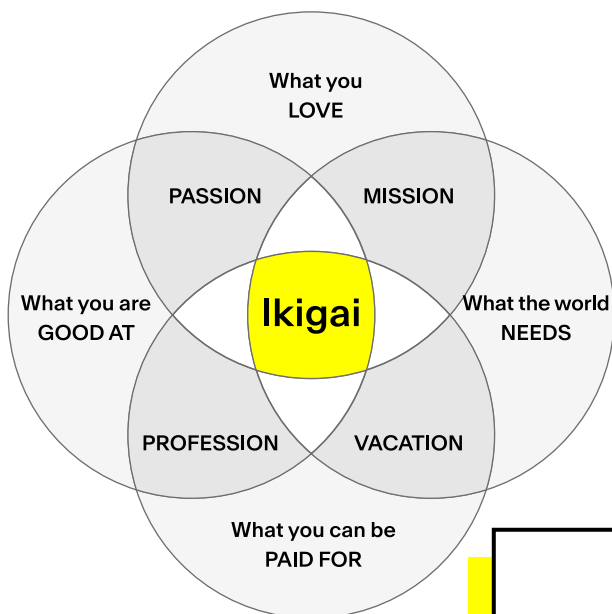 What you
LOVE
PASSION
MISSION
What you are
GOOD AT
Ikigai
What the world
NEEDS
PROFESSION
VACATION
What you can be
PAID FOR